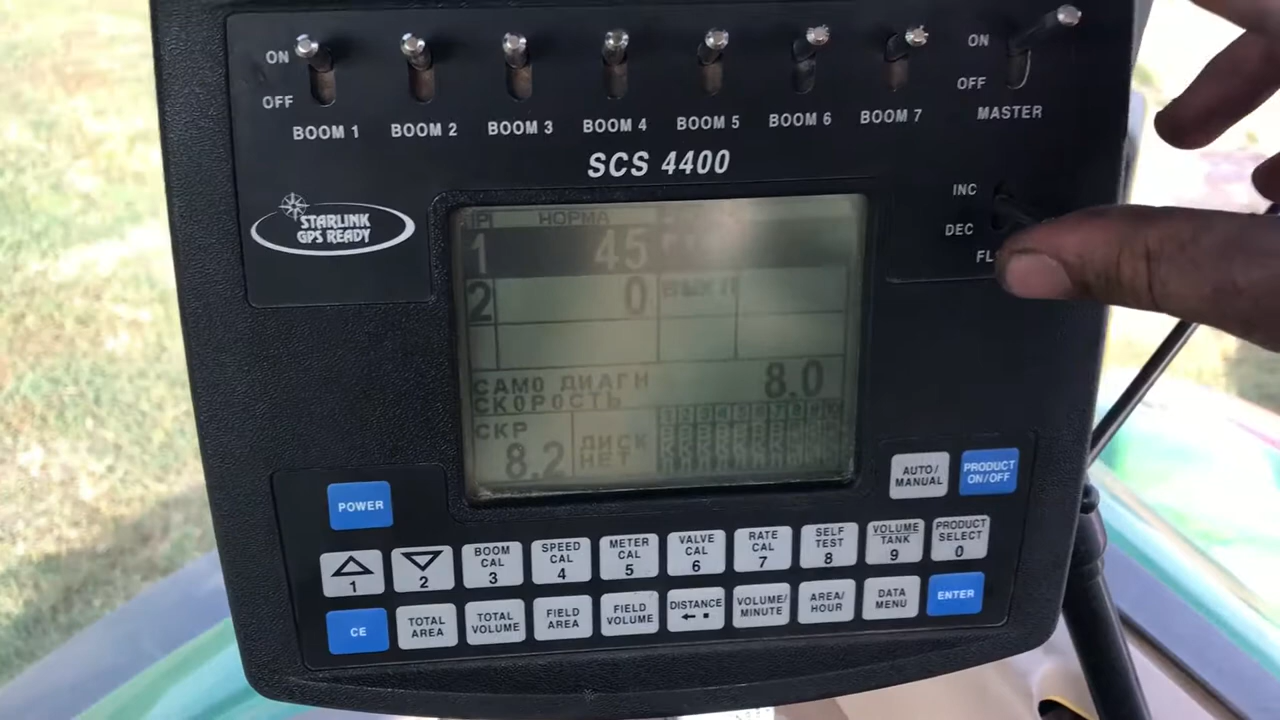 ON
OFF
BOOM 1 BOOM 2 BOOM 3 BOOM 4 BOOM 5 BOOM 6 BOOM 7
ON
OFF
MASTER
SCS 4400
STARLINK
GPS READY
INC
DEC
НОРМА
1 45
2 0 ВЫКЛ
САМО ДИАГН 8.0
СКОРОСТЬ
СКР
8.2
ДИСК
НЕТ
POWER
AUTO/
MANUAL
PRODUCT
ON/OFF
1
2
BOOM
CAL
3
SPEED
CAL
4
METER
CAL
5
VALVE
CAL
6
RATE
CAL
7
SELF
TEST
8
VOLUME
TANK
9
PRODUCT
SELECT
0
CE
TOTAL
AREA
TOTAL
VOLUME
FIELD
AREA
FIELD
VOLUME
DISTANCE
← ▪
VOLUME/
MINUTE
AREA/
HOUR
DATA
MENU
ENTER